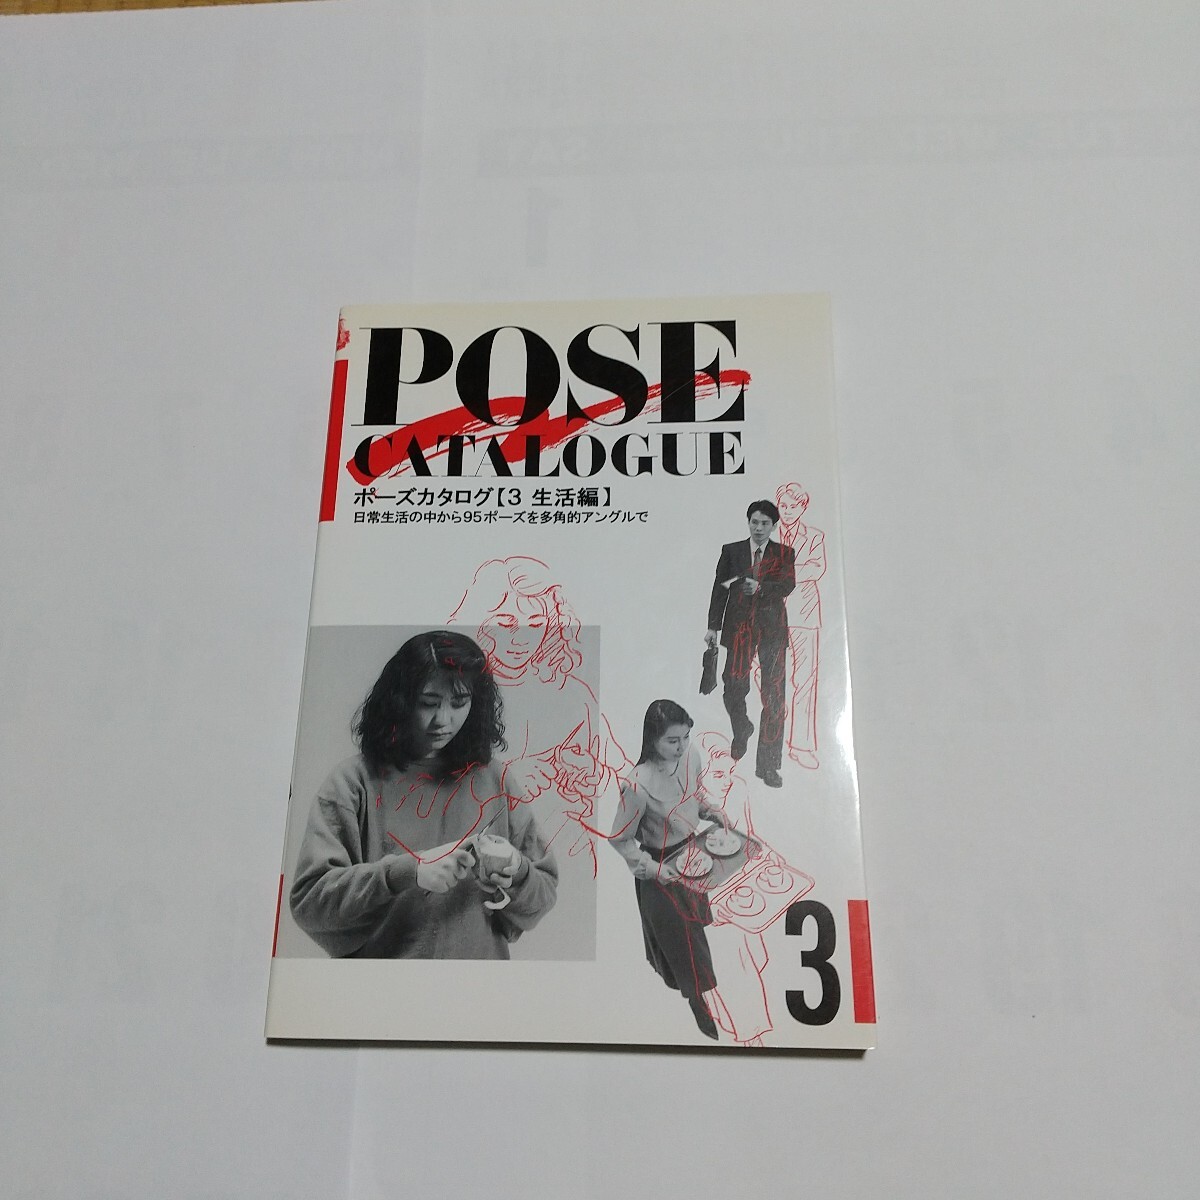 POSE
CATALOGUE
ポーズカタログ【3 生活編】
日常生活の中から95ポーズを多角的アングルで
3